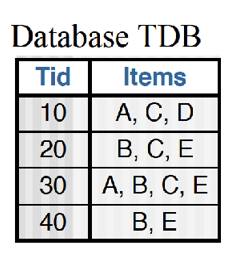 Database TDB
Tid Items
10 A, C, D
20 B, C, E
30 A, B, C, E
40 B, E